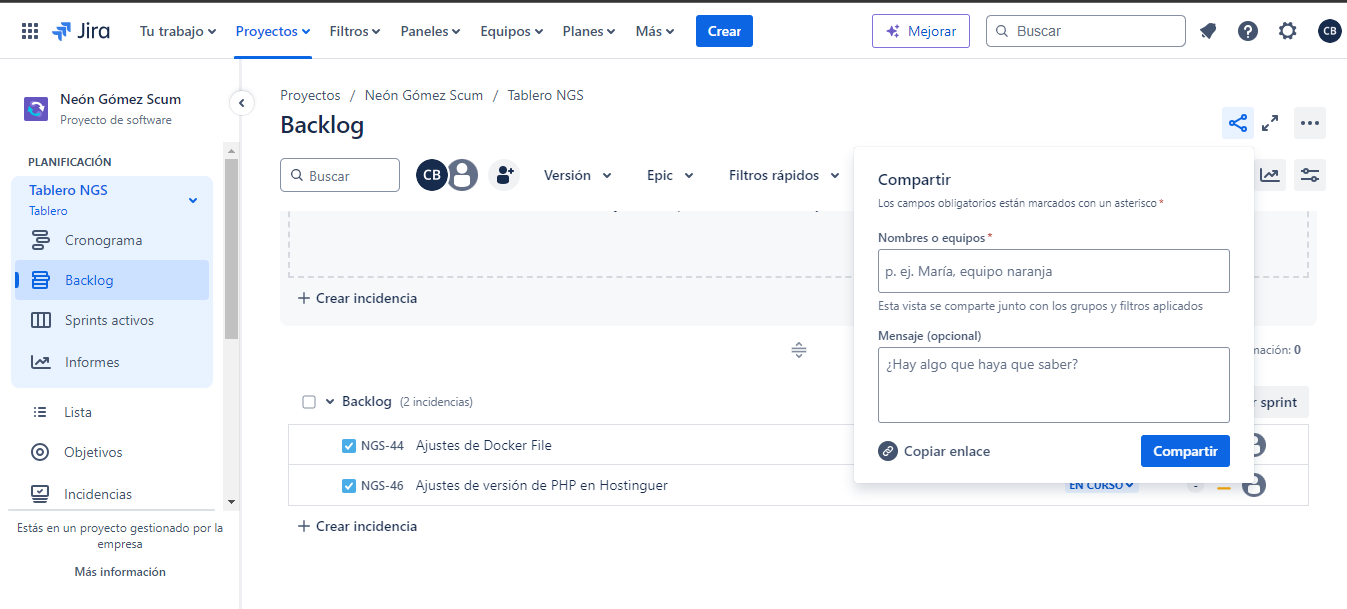 Jira
Tu trabajo
Proyectos
Filtros
Paneles
Equipos
Planes
Más
Crear
Mejorar
Buscar
CB
Neón Gómez Scum
Proyecto de software
PLANIFICACIÓN
Tablero NGS
Tablero
Cronograma
Backlog
Sprints activos
Informes
Lista
Objetivos
Incidencias
Estás en un proyecto gestionado por la
empresa
Más información
Proyectos / Neón Gómez Scum / Tablero NGS
Backlog
Buscar
CB
Versión
Epic
Filtros rápidos
Crear incidencia
mación: 0
Backlog (2 incidencias)
r sprint
NGS-44 Ajustes de Docker File
NGS-46 Ajustes de versión de PHP en Hostinguer
EN CURSO
-
Crear incidencia
Compartir
Los campos obligatorios están marcados con un asterisco *
Nombres o equipos *
p. ej. María, equipo naranja
Esta vista se comparte junto con los grupos y filtros aplicados
Mensaje (opcional)
¿Hay algo que haya que saber?
Copiar enlace
Compartir